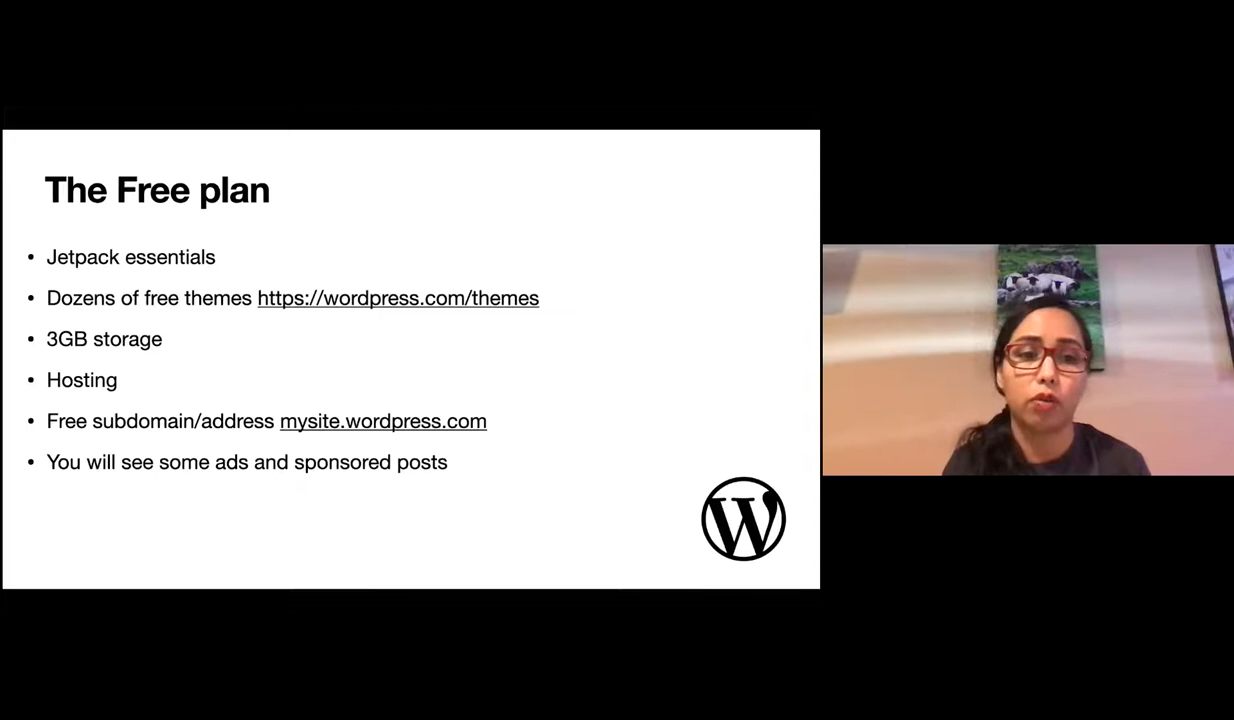 The Free plan
• Jetpack essentials
• Dozens of free themes https://wordpress.com/themes
• 3GB storage
• Hosting
• Free subdomain/address mysite.wordpress.com
• You will see some ads and sponsored posts
W